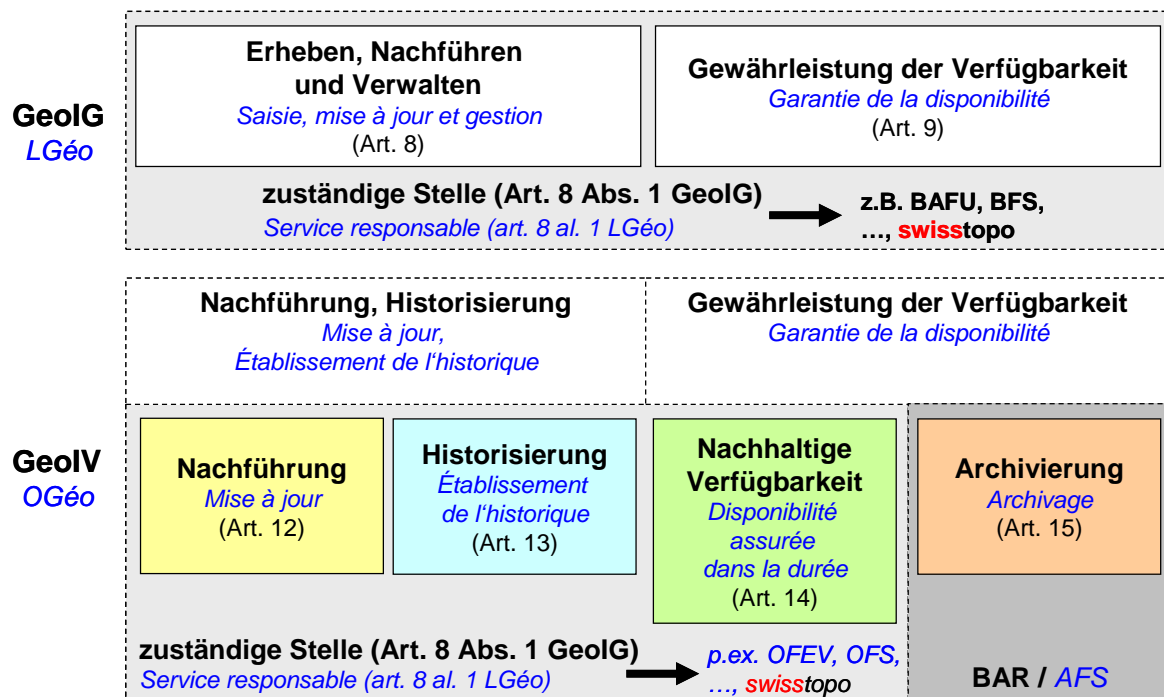 GeoIG
LGéo
Erheben, Nachführen
und Verwalten
Saisie, mise à jour et gestion
(Art. 8)
Gewährleistung der Verfügbarkeit
Garantie de la disponibilité
(Art. 9)
zuständige Stelle (Art. 8 Abs. 1 GeoIG)
Service responsable (art. 8 al. 1 LGéo)
z.B. BAFU, BFS,
…, swisstopo
GeoIV
OGéo
Nachführung, Historisierung
Mise à jour,
Établissement de l'historique
Gewährleistung der Verfügbarkeit
Garantie de la disponibilité
Nachführung
Mise à jour
(Art. 12)
Historisierung
Établissement
de l'historique
(Art. 13)
Nachhaltige
Verfügbarkeit
Disponibilité
assurée
dans la durée
(Art. 14)
Archivierung
Archivage
(Art. 15)
zuständige Stelle (Art. 8 Abs. 1 GeoIG)
Service responsable (art. 8 al. 1 LGéo)
p.ex. OFEV, OFS,
…, swisstopo
BAR / AFS